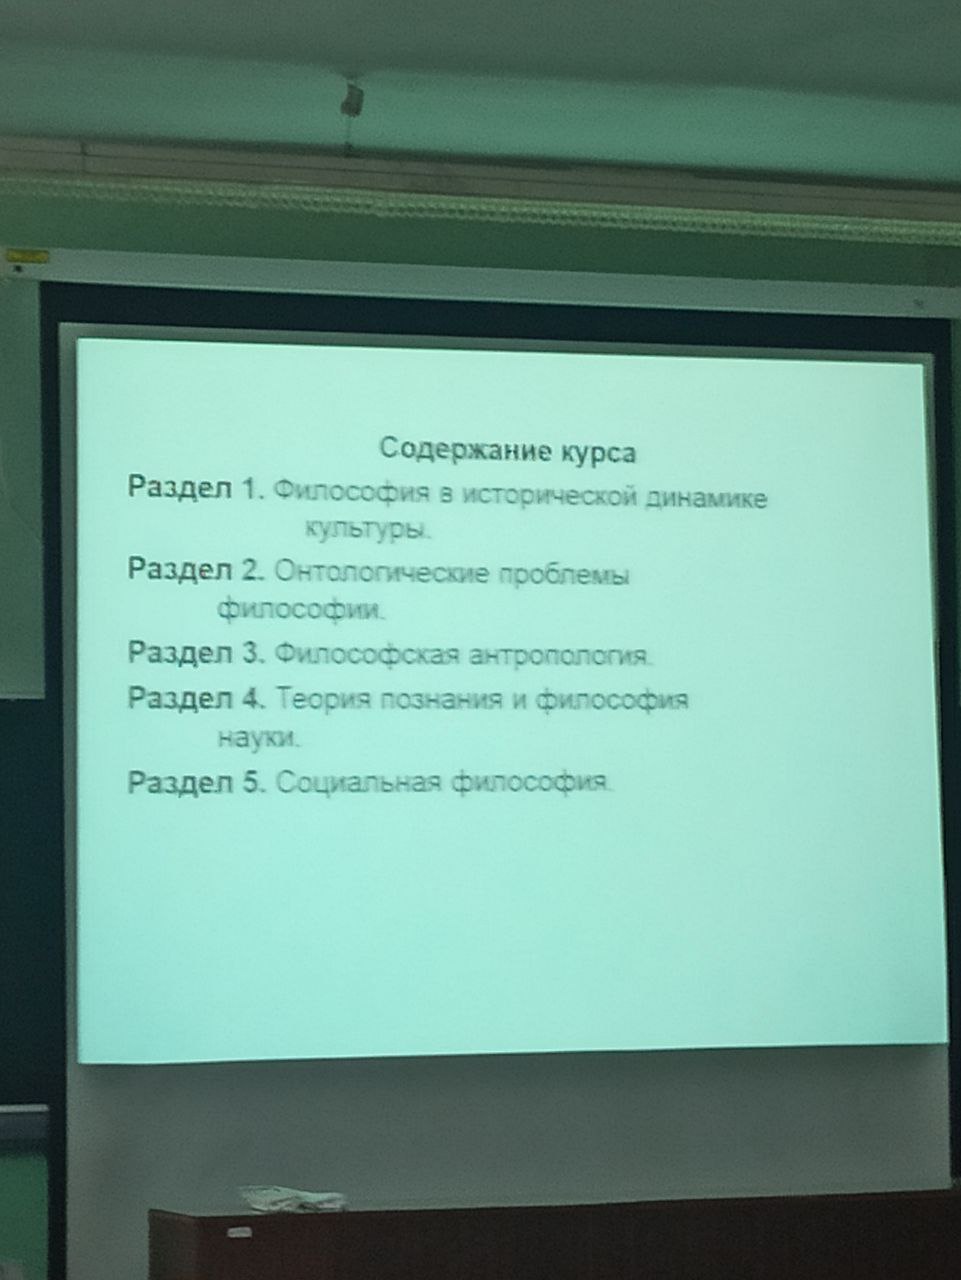 Содержание курса
Раздел 1. Философия в исторической динамике
культуры.
Раздел 2. Онтологические проблемы
философии.
Раздел 3. Философская антропология.
Раздел 4. Теория познания и философия
науки.
Раздел 5. Социальная философия.